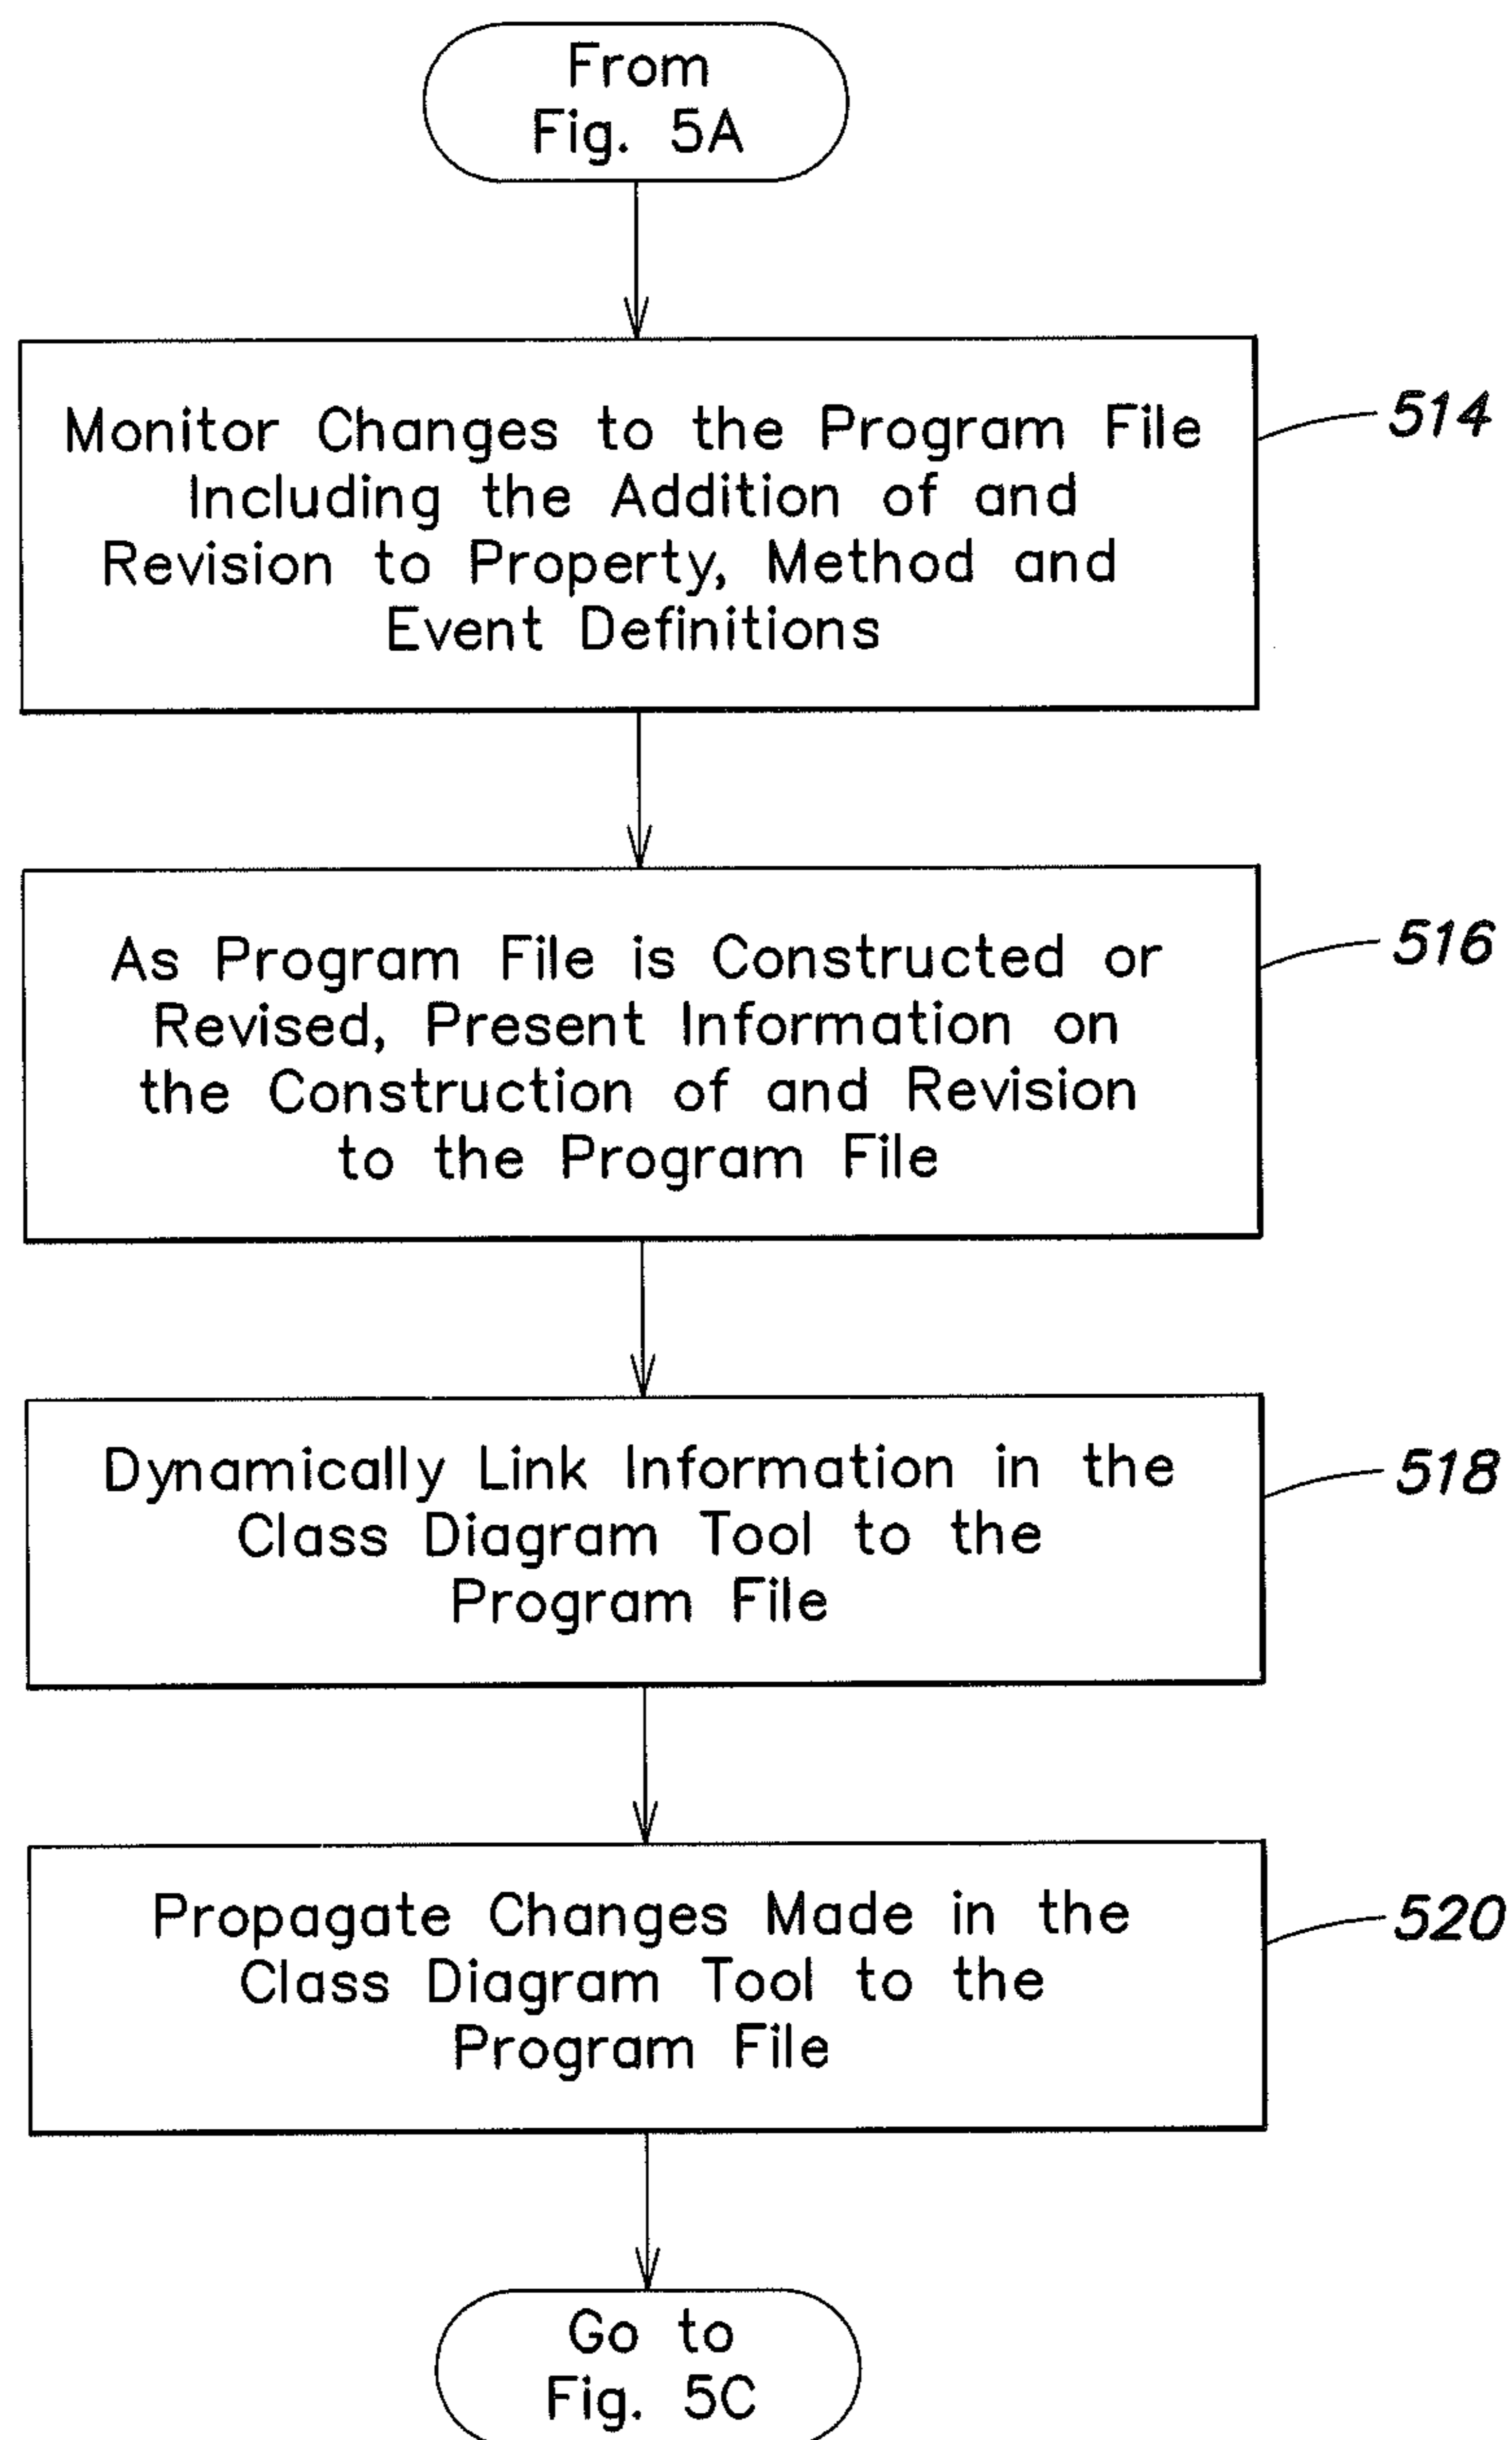 From
Fig. 5A
Monitor Changes to the Program File
Including the Addition of and
Revision to Property, Method and
Event Definitions
514
As Program File is Constructed or
Revised, Present Information on
the Construction of and Revision
to the Program File
516
Dynamically Link Information in the
Class Diagram Tool to the
Program File
518
Propagate Changes Made in the
Class Diagram Tool to the
Program File
520
Go to
Fig. 5C